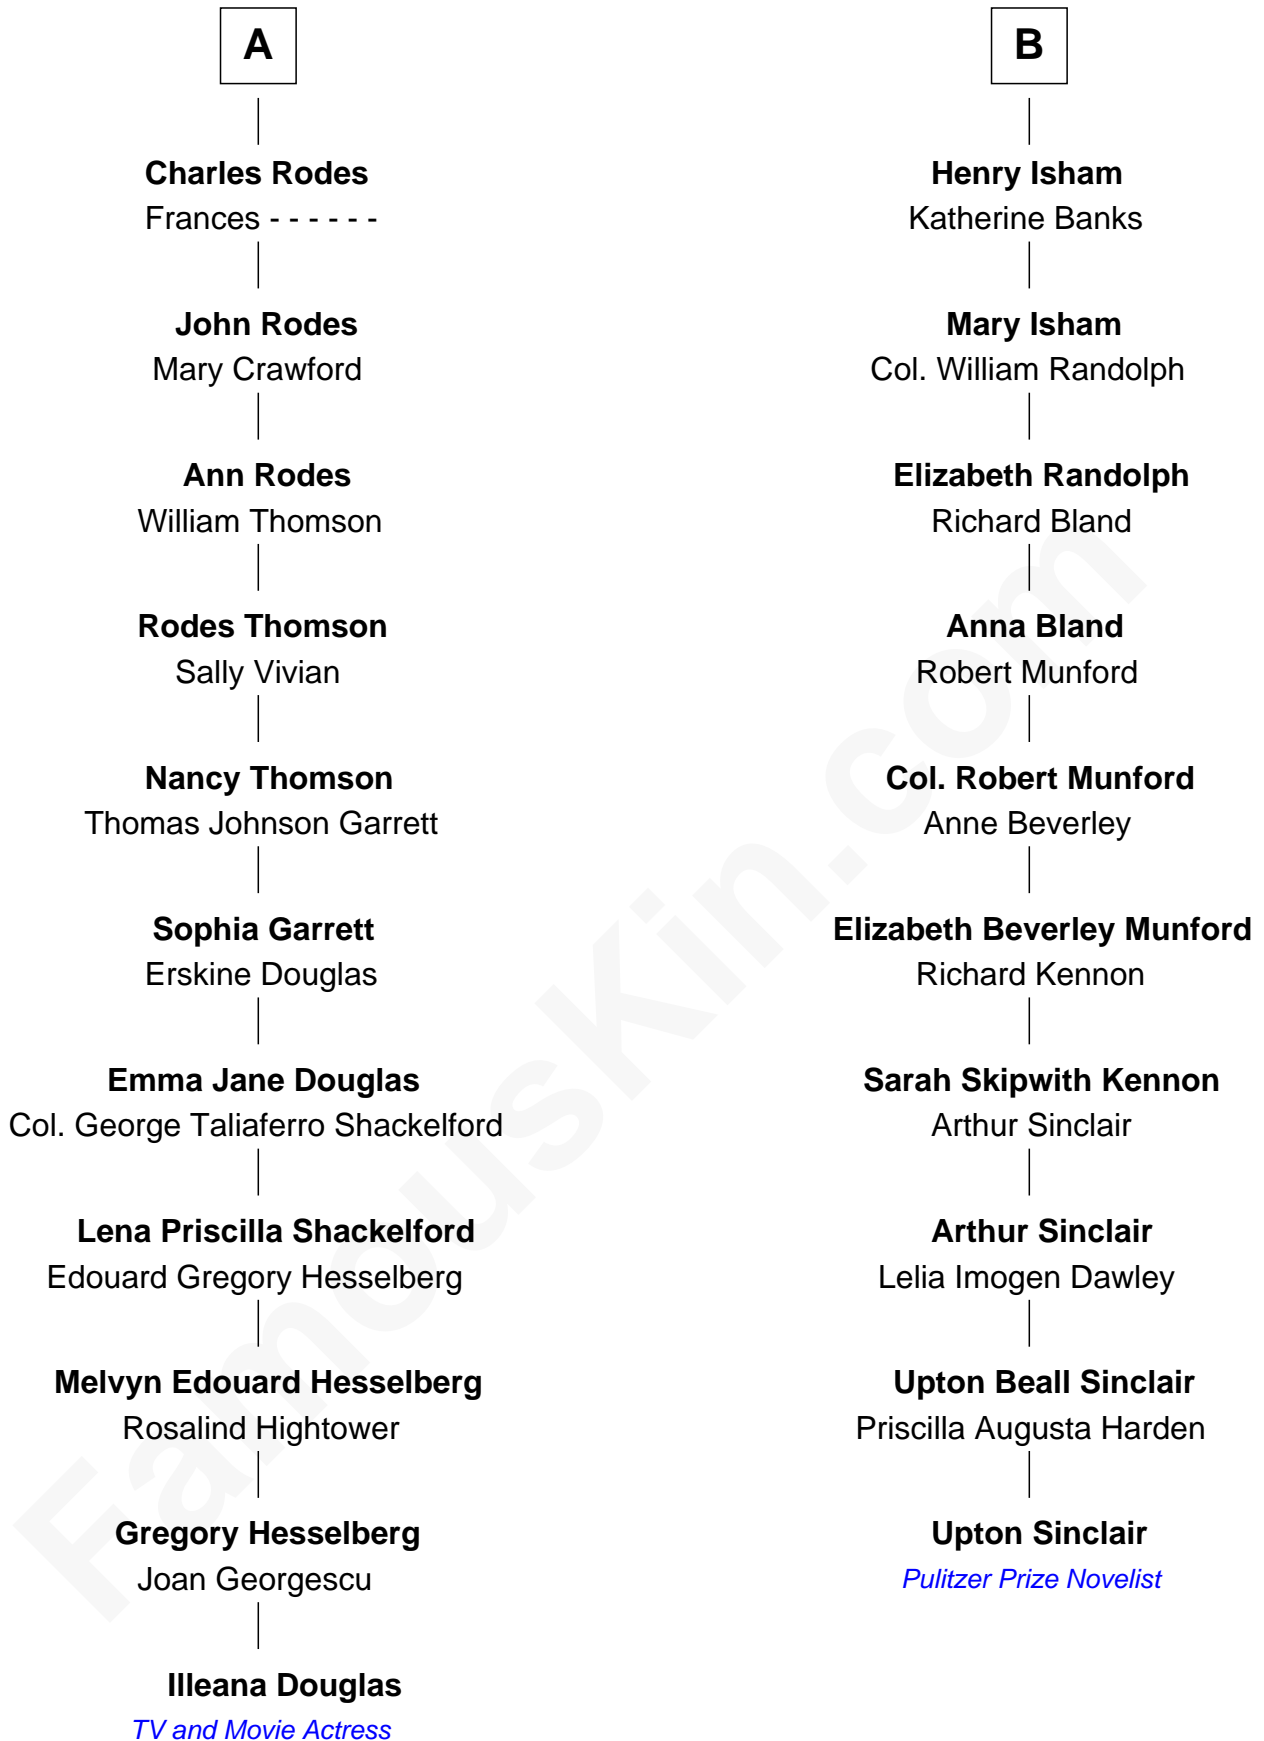 A
Charles Rodes
Frances - - - - - -
John Rodes
Mary Crawford
Ann Rodes
William Thomson
Rodes Thomson
Sally Vivian
Nancy Thomson
Thomas Johnson Garrett
Sophia Garrett
Erskine Douglas
Emma Jane Douglas
Col. George Taliaferro Shackelford
Lena Priscilla Shackelford
Edouard Gregory Hesselberg
Melvyn Edouard Hesselberg
Rosalind Hightower
Gregory Hesselberg
Joan Georgescu
Illeana Douglas
TV and Movie Actress
B
Henry Isham
Katherine Banks
Mary Isham
Col. William Randolph
Elizabeth Randolph
Richard Bland
Anna Bland
Robert Munford
Col. Robert Munford
Anne Beverley
Elizabeth Beverley Munford
Richard Kennon
Sarah Skipwith Kennon
Arthur Sinclair
Arthur Sinclair
Lelia Imogen Dawley
Upton Beall Sinclair
Priscilla Augusta Harden
Upton Sinclair
Pulitzer Prize Novelist
FamousKin.com